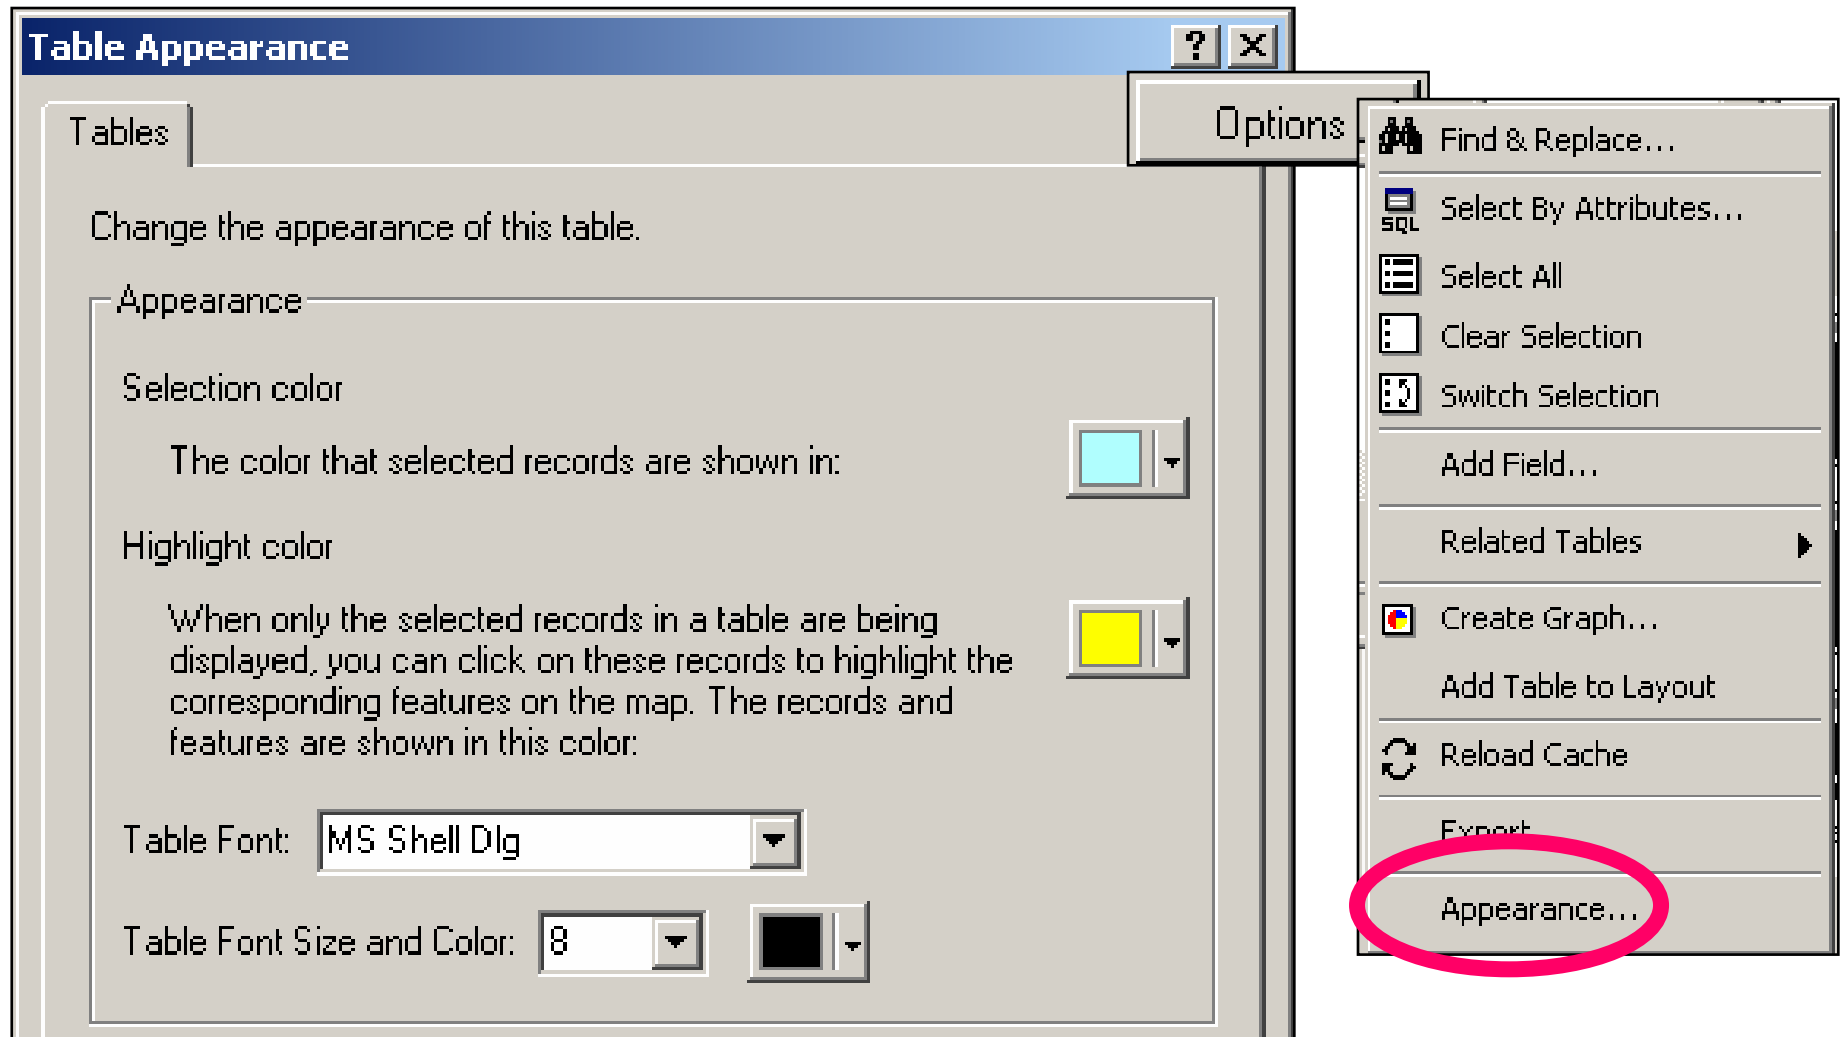 Table Appearance
?
Tables
Change the appearance of this table.
Appearance
Selection color
The color that selected records are shown in:
Highlight color
When only the selected records in a table are being
displayed, you can click on these records to highlight the
corresponding features on the map. The records and
features are shown in this color:
Table Font: MS Shell Dlg
Table Font Size and Color: 8
Options
Find & Replace...
SQL Select By Attributes...
Select All
Clear Selection
Switch Selection
Add Field...
Related Tables
Create Graph...
Add Table to Layout
Reload Cache
Export
Appearance...